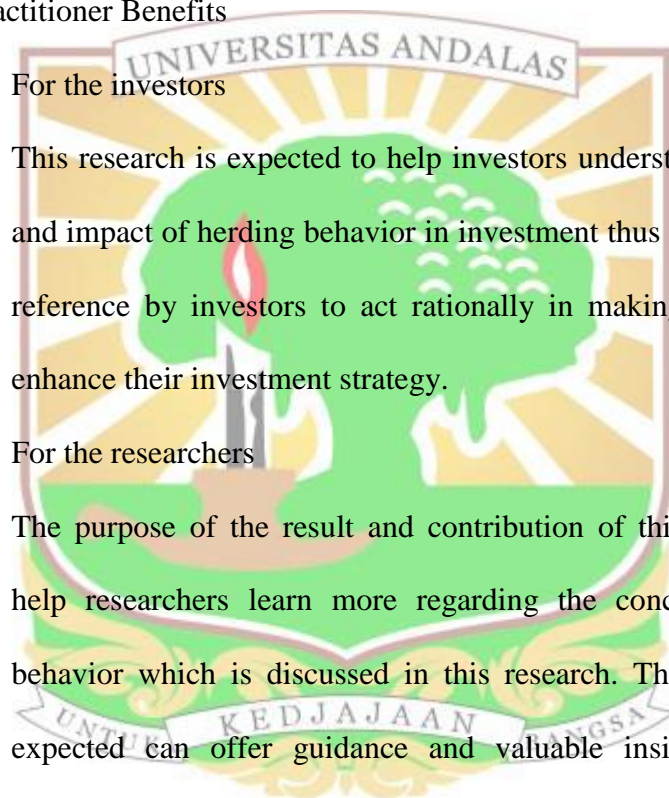 actitioner Benefits
UNIVERSITAS ANDALAS
For the investors
This research is expected to help investors underst
and impact of herding behavior in investment thus
reference by investors to act rationally in making
enhance their investment strategy.
For the researchers
The purpose of the result and contribution of thi
help researchers learn more regarding the conc
behavior which is discussed in this research. Th
UNTUK KEDJAJAAN BANGSA
expected can offer guidance and valuable insi